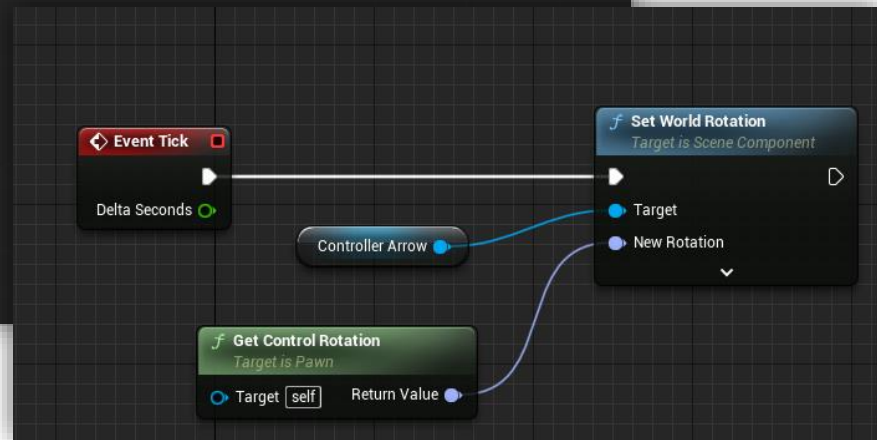 Event Tick
Delta Seconds
Set World Rotation
Target is Scene Component
Target
New Rotation
Controller Arrow
Get Control Rotation
Target is Pawn
Target self
Return Value